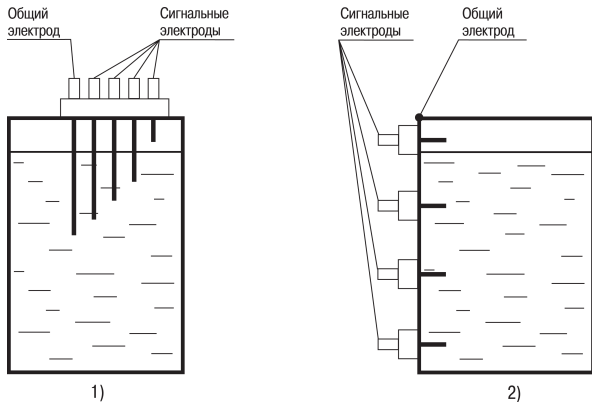 Общий
электрод
Сигнальные
электроды
Сигнальные
электроды
Общий
электрод
1)
2)